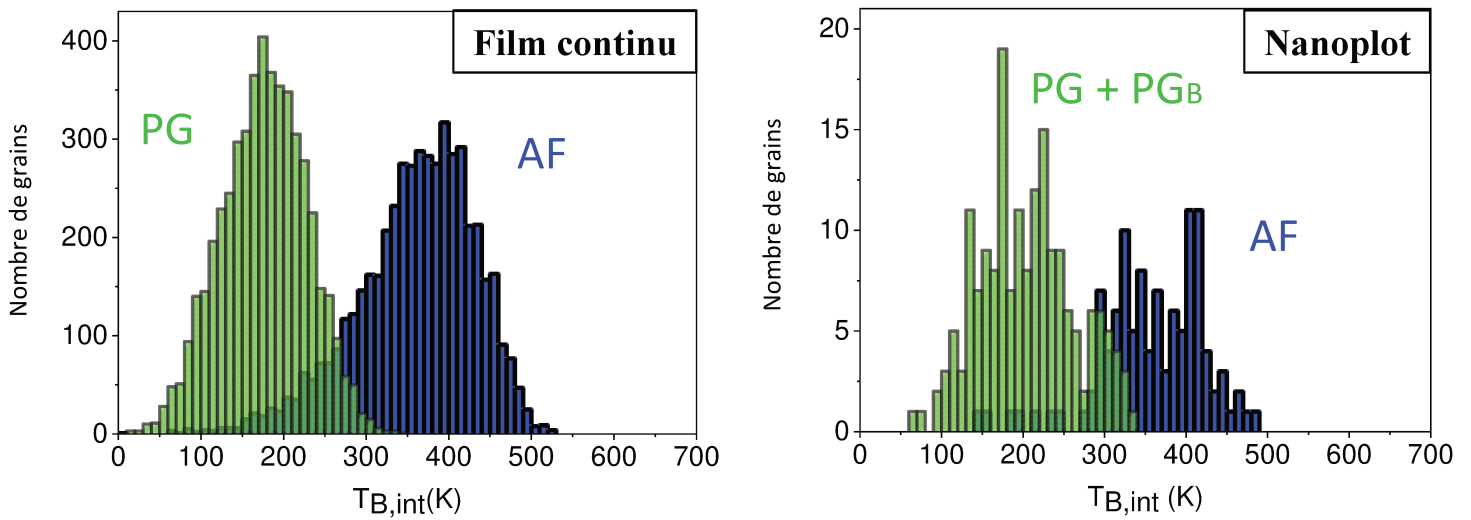 Film continu
PG
AF
Nombre de grains
400
300
200
100
0
0 100 200 300 400 500 600 700
TB,int(K)
Nanoplot
PG + PGB
AF
Nombre de grains
20
15
10
5
0
0 100 200 300 400 500 600 700
TB,int (K)